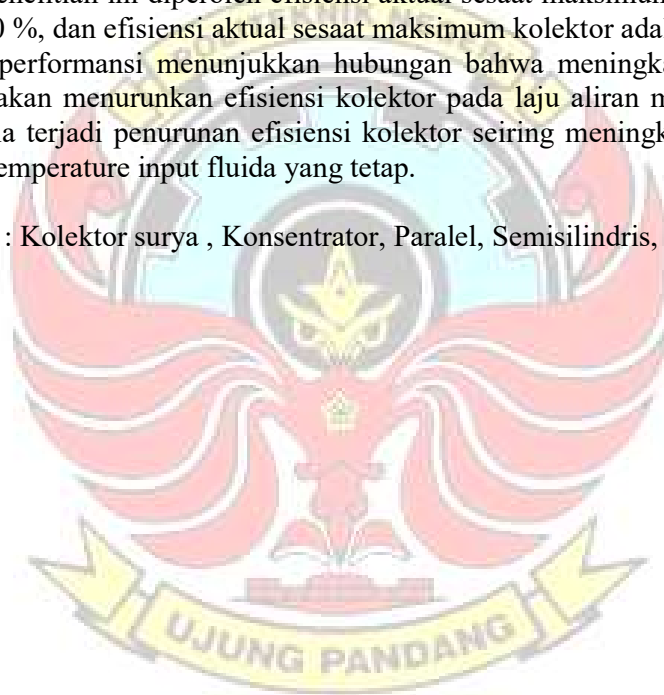 penelitian ini diperoleh efisiensi aktual sesaat maksimum
0 %, dan efisiensi aktual sesaat maksimum kolektor ada
performansi menunjukkan hubungan bahwa meningka
akan menurunkan efisiensi kolektor pada laju aliran m
a terjadi penurunan efisiensi kolektor seiring meningk
emperature input fluida yang tetap.
: Kolektor surya , Konsentrator, Paralel, Semisilindris,
UJUNG PANDANG